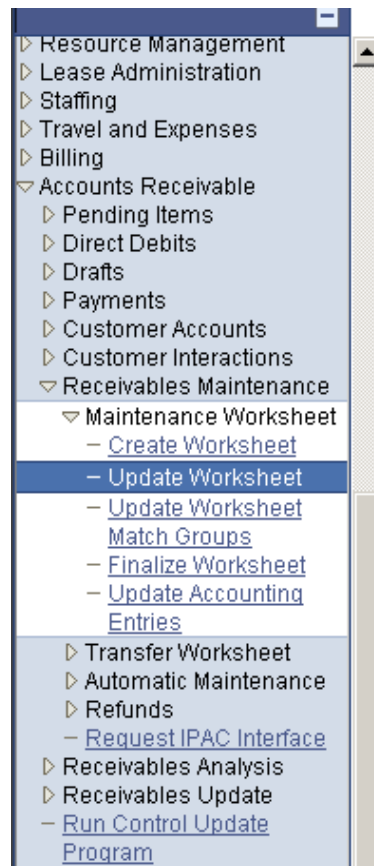 Resource Management
Lease Administration
Staffing
Travel and Expenses
Billing
Accounts Receivable
Pending Items
Direct Debits
Drafts
Payments
Customer Accounts
Customer Interactions
Receivables Maintenance
Maintenance Worksheet
– Create Worksheet
– Update Worksheet
– Update Worksheet
Match Groups
– Finalize Worksheet
– Update Accounting
Entries
Transfer Worksheet
Automatic Maintenance
Refunds
– Request IPAC Interface
Receivables Analysis
Receivables Update
– Run Control Update
Program